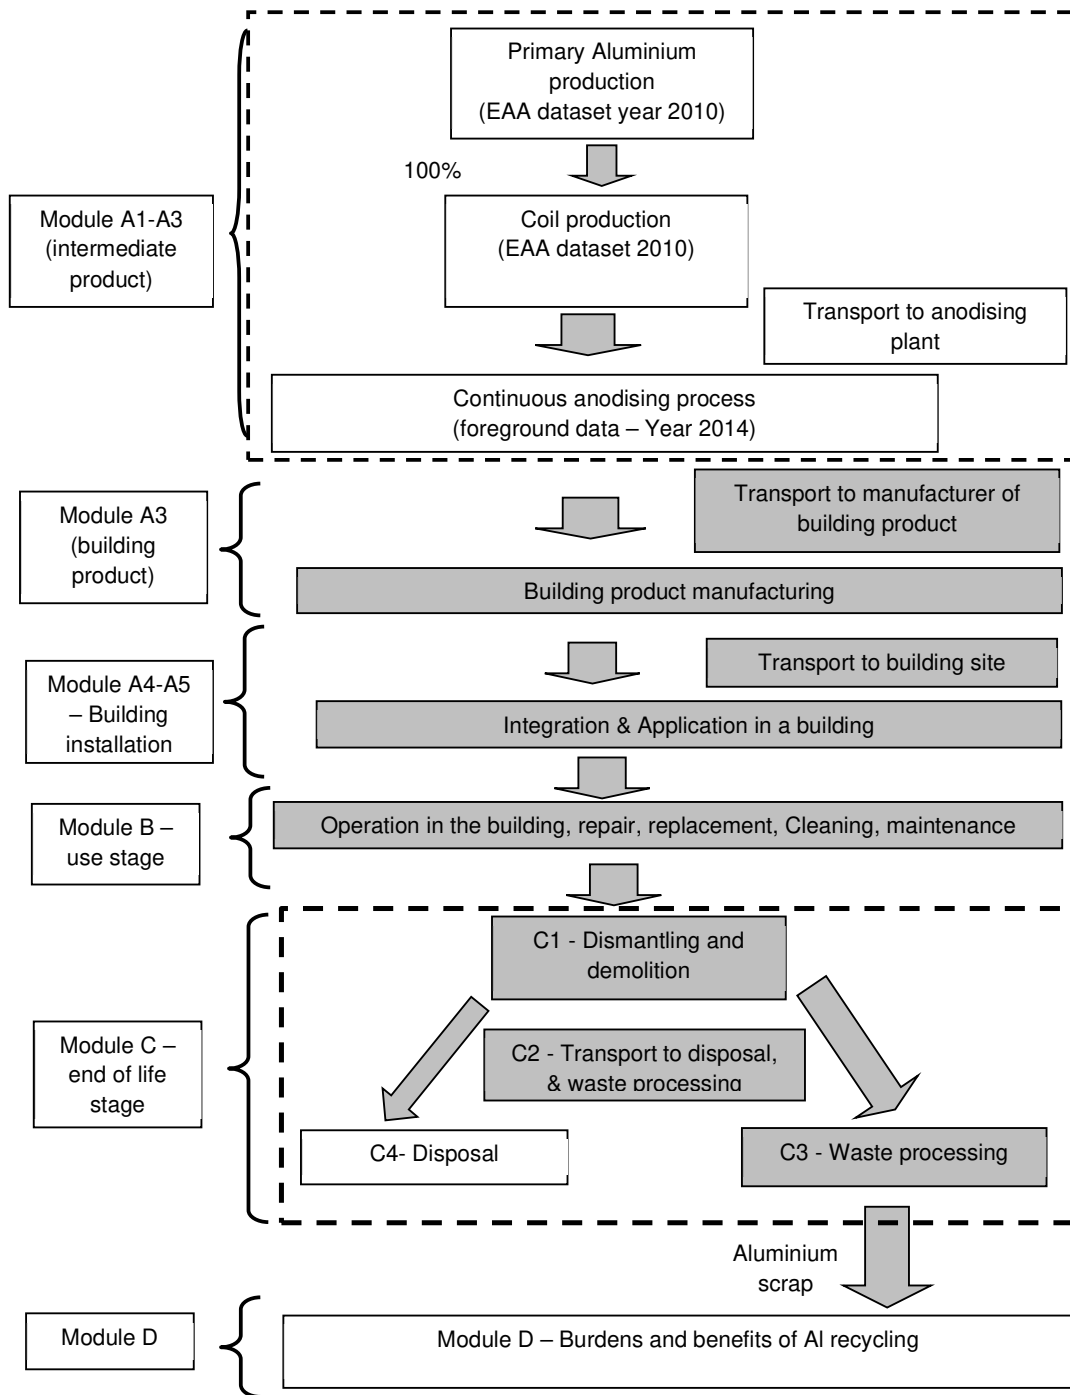 Primary Aluminium
production
(EAA dataset year 2010)
100%
Module A1-A3
(intermediate
product)
Coil production
(EAA dataset 2010)
Transport to anodising
plant
Continuous anodising process
(foreground data – Year 2014)
Module A3
(building
product)
Transport to manufacturer of
building product
Building product manufacturing
Module A4-A5
– Building
installation
Transport to building site
Integration & Application in a building
Module B –
use stage
Operation in the building, repair, replacement, Cleaning, maintenance
Module C –
end of life
stage
C1 - Dismantling and
demolition
C2 - Transport to disposal,
& waste processing
C4- Disposal
C3 - Waste processing
Aluminium
scrap
Module D
Module D – Burdens and benefits of Al recycling